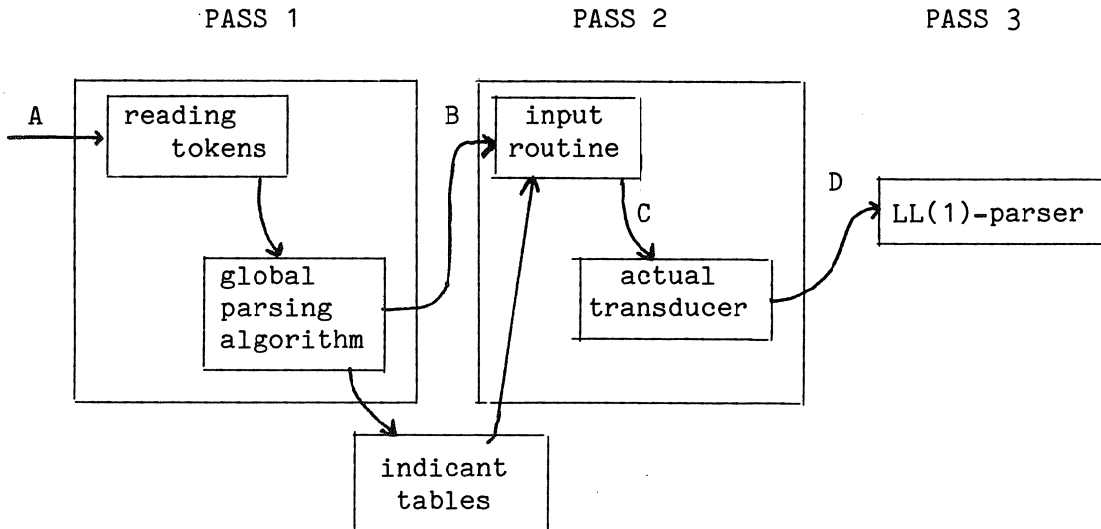 PASS 1
PASS 2
PASS 3
A
reading
tokens
B
input
routine
C
D
LL(1)-parser
global
parsing
algorithm
actual
transducer
indicant
tables